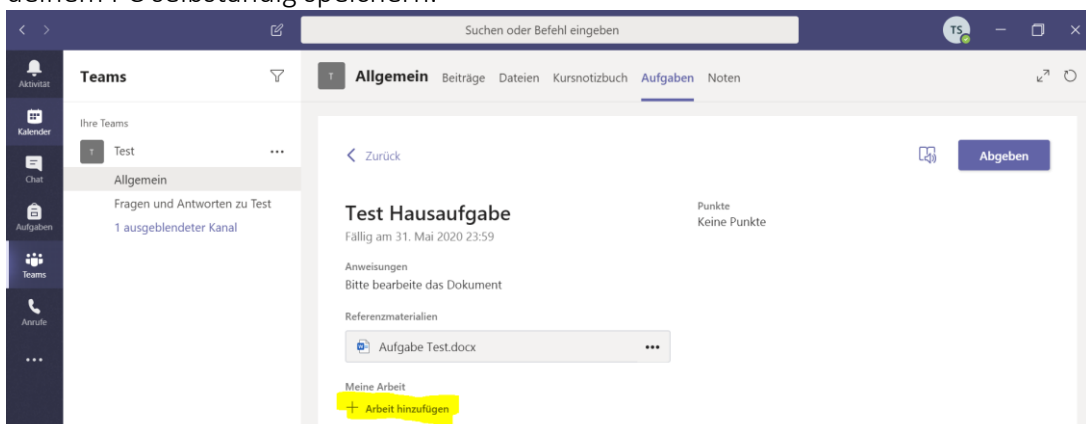 deinem PC selbständig speichern.
Suchen oder Befehl eingeben
TS
Aktivität
Kalender
Chat
Aufgaben
Teams
Anrufe
Teams
Ihre Teams
T Test
Allgemein
Fragen und Antworten zu Test
1 ausgeblendeter Kanal
T Allgemein Beiträge Dateien Kursnotizbuch Aufgaben Noten
Zurück
Abgeben
Test Hausaufgabe
Fällig am 31. Mai 2020 23:59
Punkte
Keine Punkte
Anweisungen
Bitte bearbeite das Dokument
Referenzmaterialien
Aufgabe Test.docx
Meine Arbeit
+ Arbeit hinzufügen